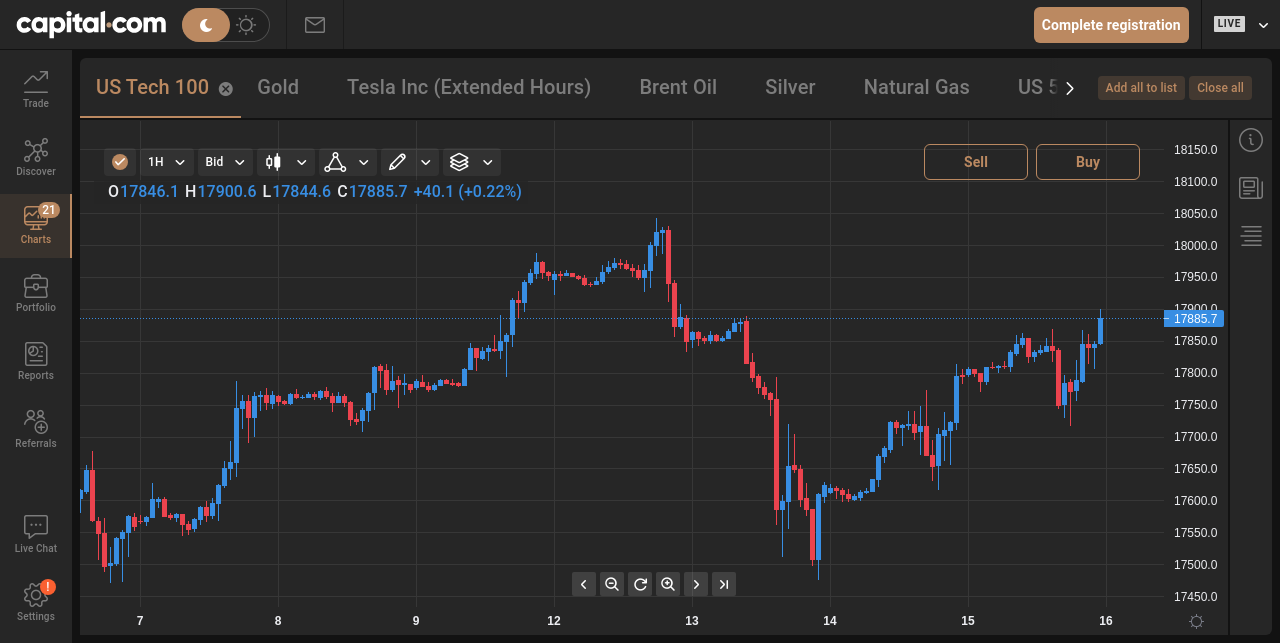 capital.com
Complete registration
LIVE
US Tech 100
Gold
Tesla Inc (Extended Hours)
Brent Oil
Silver
Natural Gas
US 5
Add all to list
Close all
Trade
Discover
21
Charts
Portfolio
Reports
Referrals
Live Chat
!
Settings
1H
Bid
Sell
Buy
O17846.1 H17900.6 L17844.6 C17885.7 +40.1 (+0.22%)
18150.0
18100.0
18050.0
18000.0
17950.0
17900.0
17885.7
17850.0
17800.0
17750.0
17700.0
17650.0
17600.0
17550.0
17500.0
17450.0
7 8 9 12 13 14 15 16